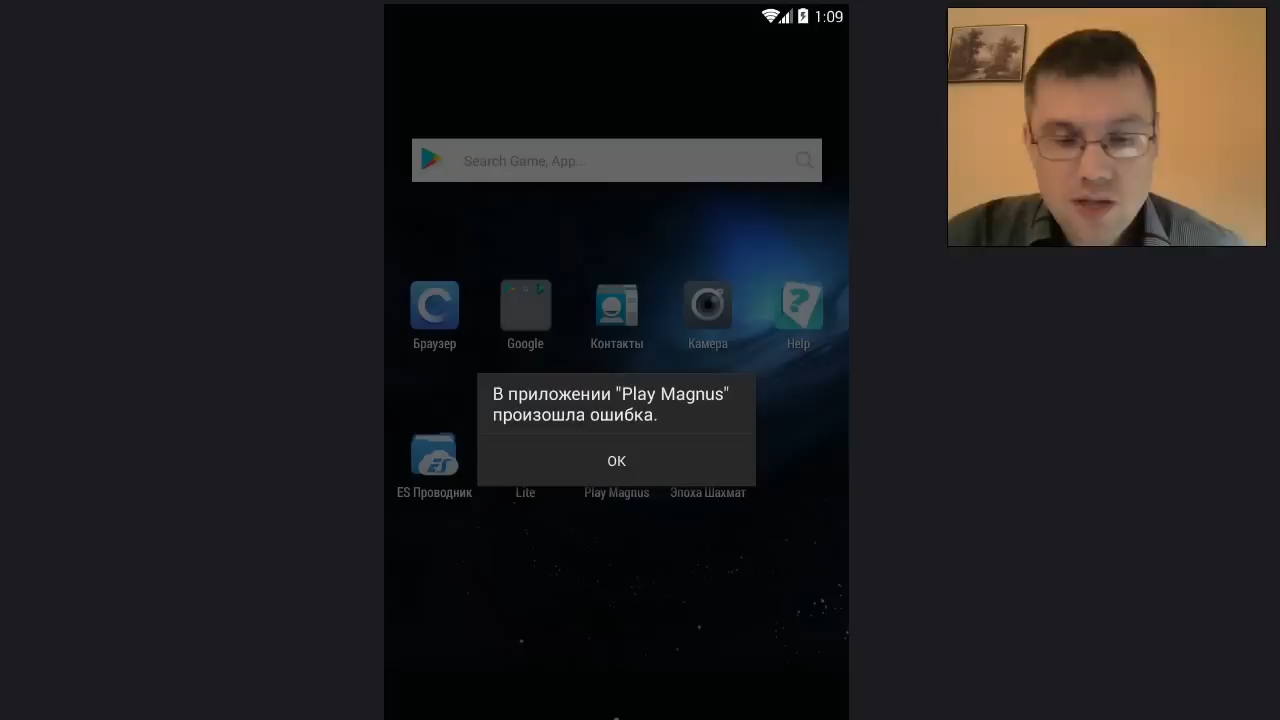 1:09
Search Game, App...
Браузер
Google
Контакты
Камера
Help
В приложении "Play Magnus"
произошла ошибка.
ОК
ES Проводник
Lite
Play Magnus
Эпоха Шахмат